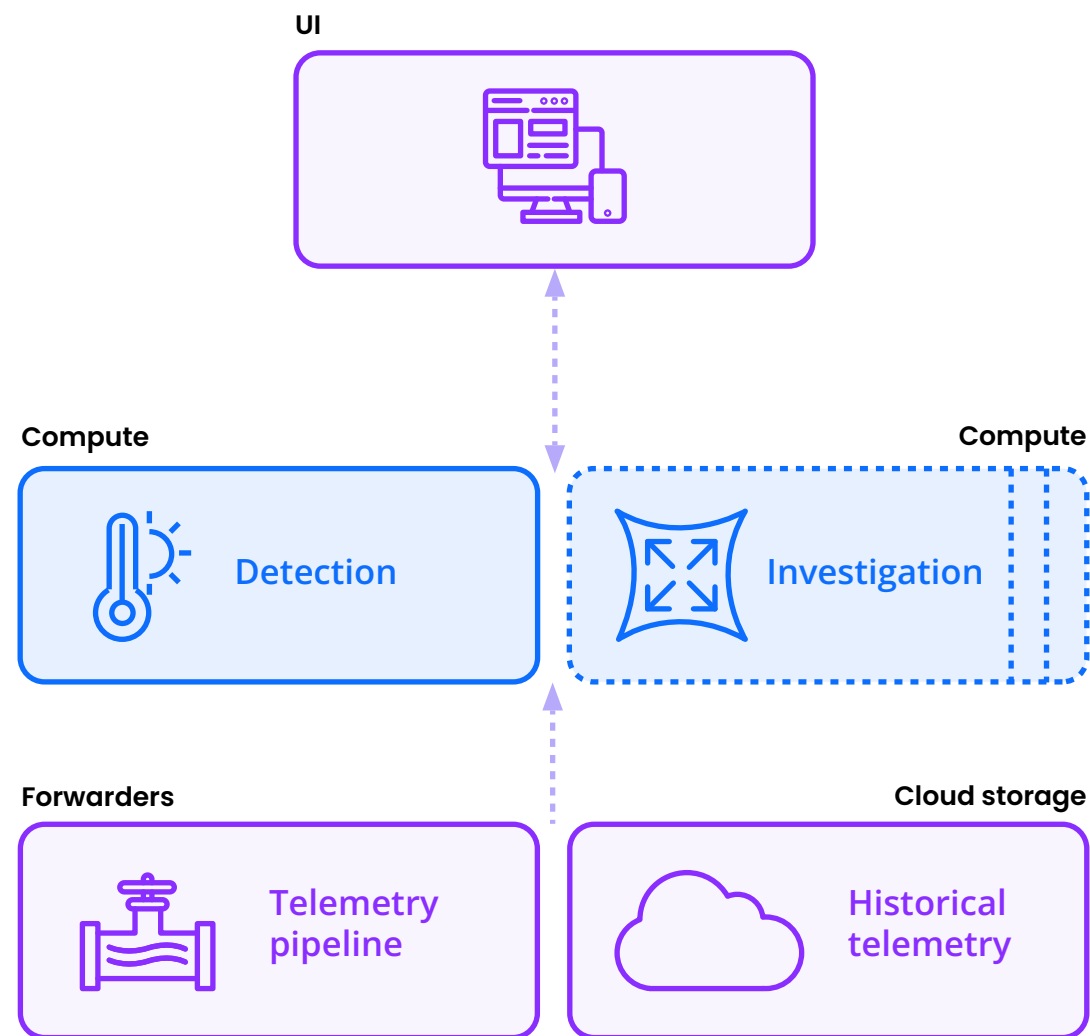 UI
Compute
Compute
Detection
Investigation
Forwarders
Cloud storage
Telemetry
pipeline
Historical
telemetry